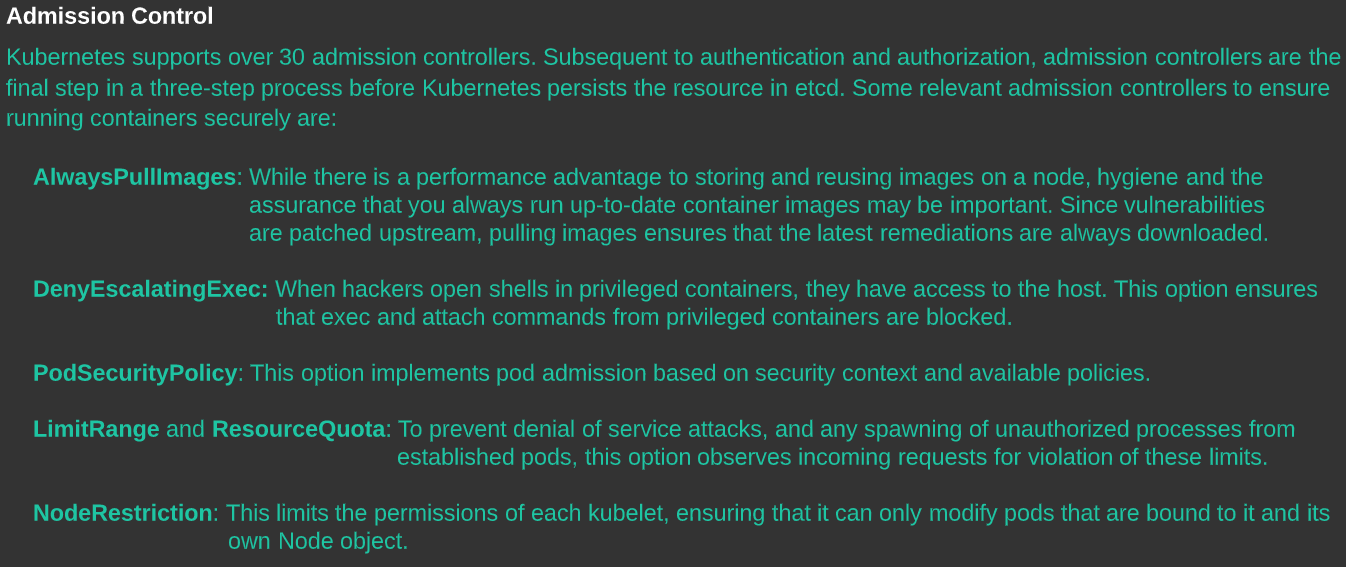 Admission Control
Kubernetes supports over 30 admission controllers. Subsequent to authentication and authorization, admission controllers are the
final step in a three-step process before Kubernetes persists the resource in etcd. Some relevant admission controllers to ensure
running containers securely are:
AlwaysPullImages: While there is a performance advantage to storing and reusing images on a node, hygiene and the
assurance that you always run up-to-date container images may be important. Since vulnerabilities
are patched upstream, pulling images ensures that the latest remediations are always downloaded.
DenyEscalatingExec: When hackers open shells in privileged containers, they have access to the host. This option ensures
that exec and attach commands from privileged containers are blocked.
PodSecurityPolicy: This option implements pod admission based on security context and available policies.
LimitRange and ResourceQuota: To prevent denial of service attacks, and any spawning of unauthorized processes from
established pods, this option observes incoming requests for violation of these limits.
NodeRestriction: This limits the permissions of each kubelet, ensuring that it can only modify pods that are bound to it and its
own Node object.